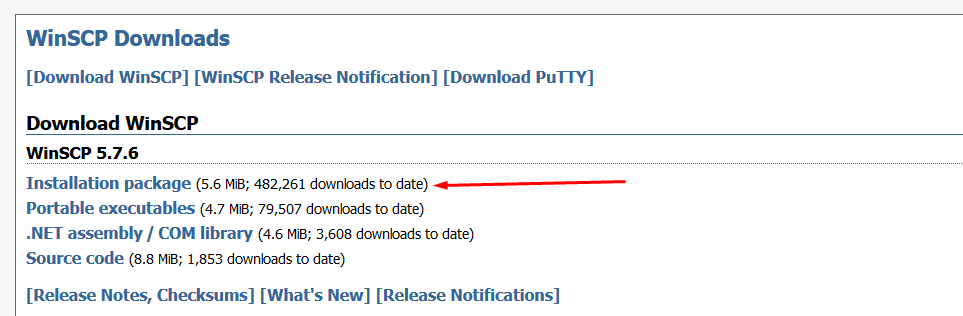 WinSCP Downloads
[Download WinSCP] [WinSCP Release Notification] [Download PuTTY]
Download WinSCP
WinSCP 5.7.6
Installation package (5.6 MiB; 482,261 downloads to date)
Portable executables (4.7 MiB; 79,507 downloads to date)
.NET assembly / COM library (4.6 MiB; 3,608 downloads to date)
Source code (8.8 MiB; 1,853 downloads to date)
[Release Notes, Checksums] [What's New] [Release Notifications]